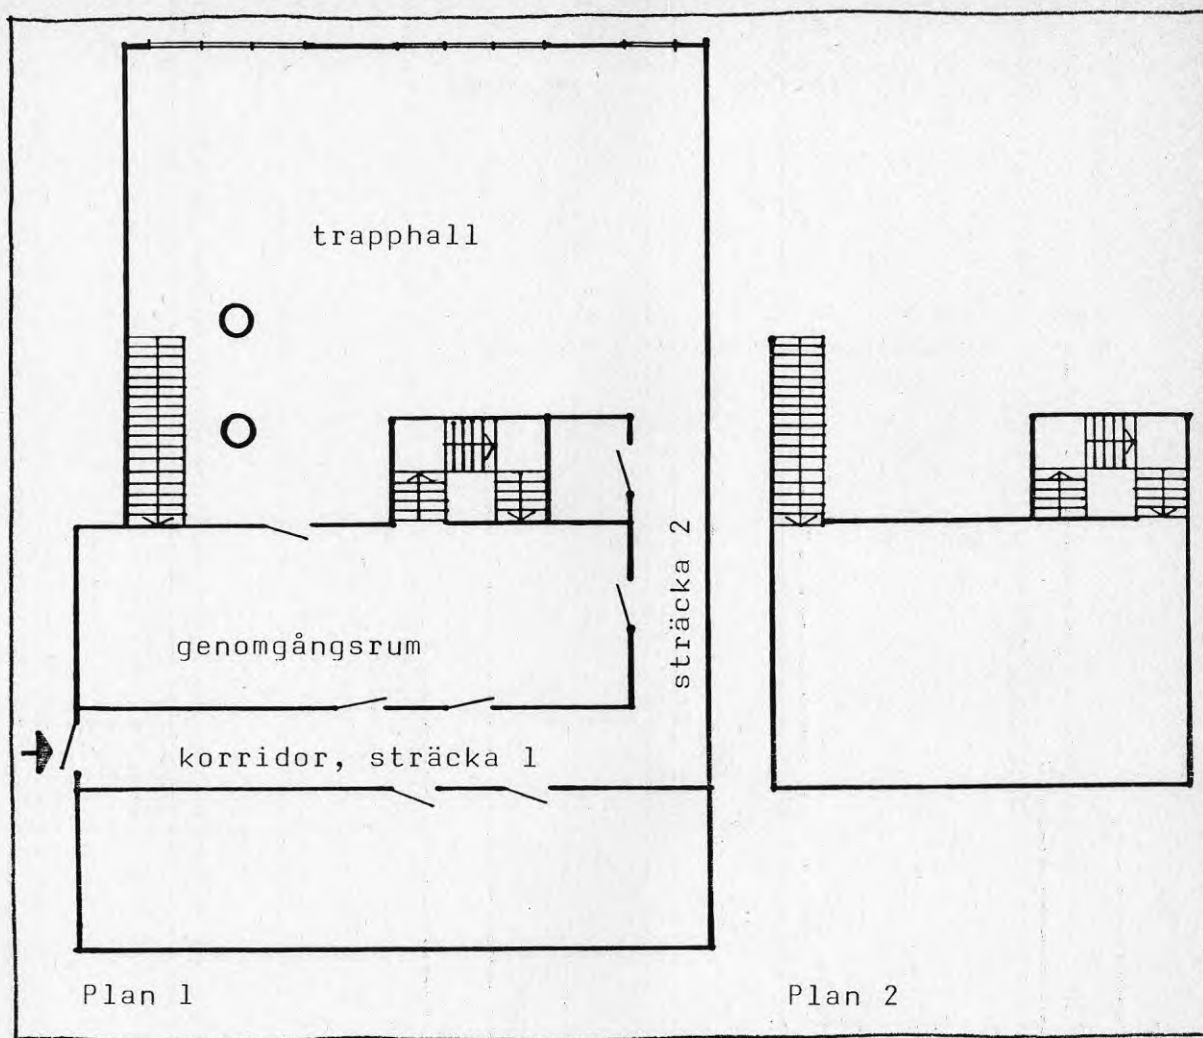 trapphall
sträcka 2
genomgångsrum
korridor, sträcka 1
Plan 1
Plan 2